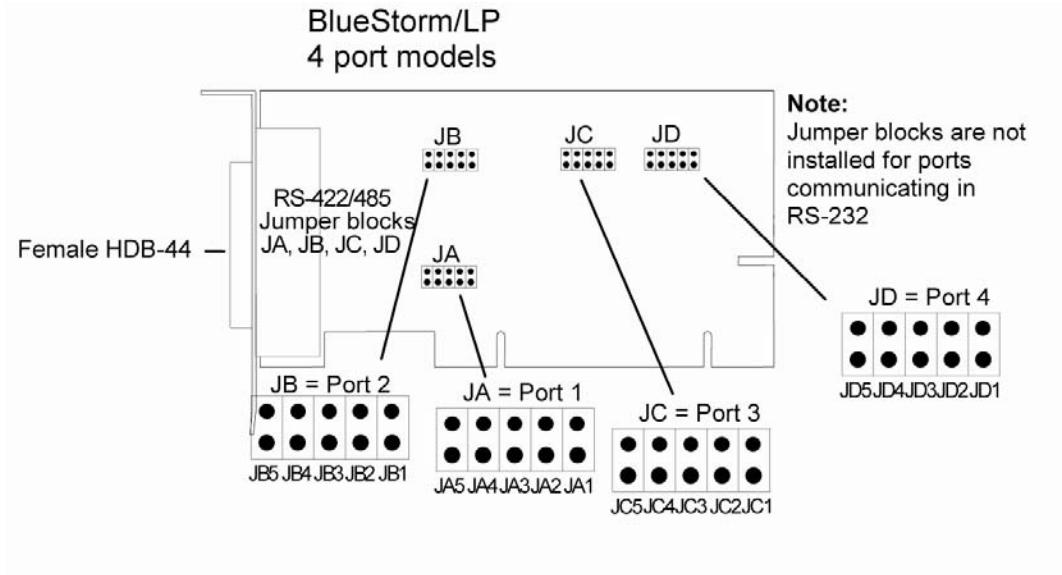 BlueStorm/LP
4 port models
Note:
Jumper blocks are not
installed for ports
communicating in
RS-232
JB
JC
JD
RS-422/485
Jumper blocks
JA, JB, JC, JD
Female HDB-44
JA
JD = Port 4
JD5 JD4 JD3 JD2 JD1
JB = Port 2
JB5 JB4 JB3 JB2 JB1
JA = Port 1
JA5 JA4 JA3 JA2 JA1
JC = Port 3
JC5 JC4 JC3 JC2 JC1